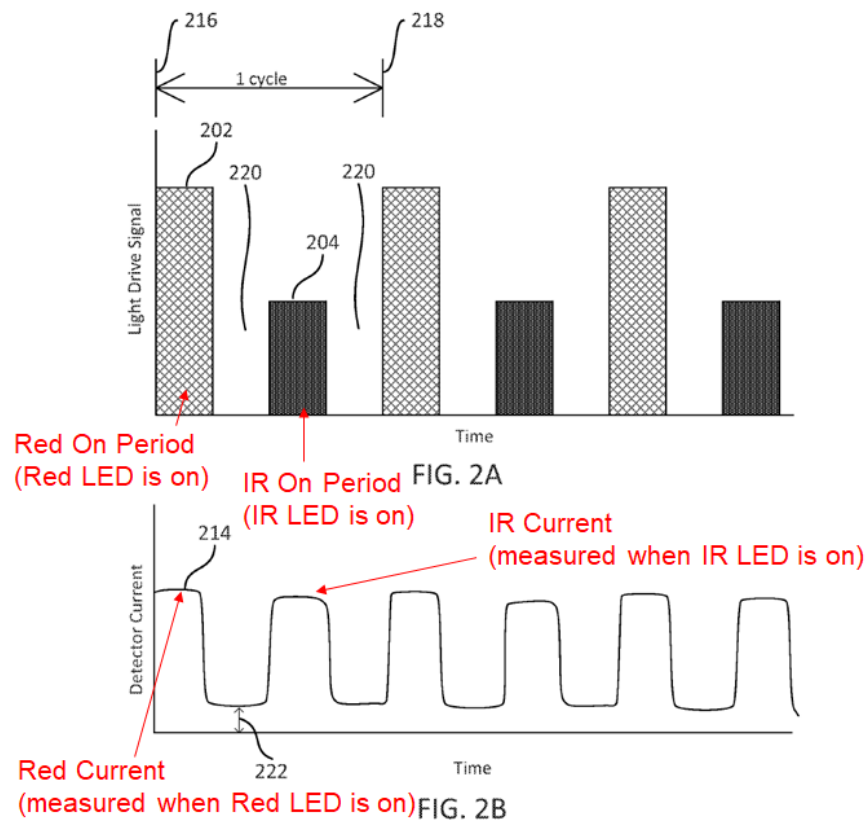 216
218
1 cycle
202
220
220
204
Light Drive Signal
Time
Red On Period
(Red LED is on)
IR On Period
(IR LED is on)
FIG. 2A
IR Current
(measured when IR LED is on)
214
Detector Current
222
Time
Red Current
(measured when Red LED is on)
FIG. 2B